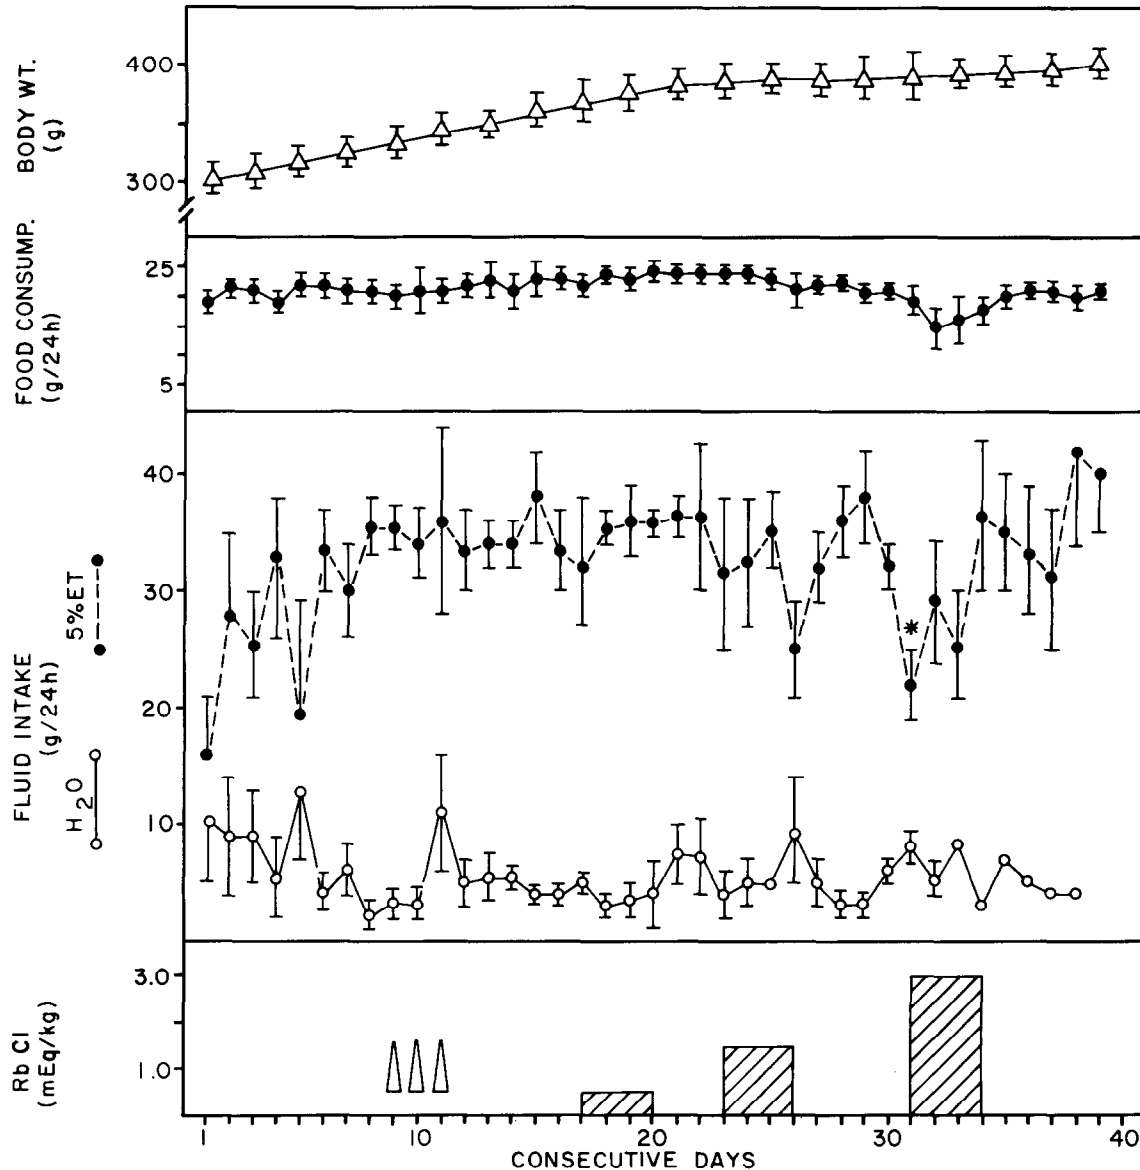 BODY WT.
(g)
400
300
FOOD CONSUMP.
(g/24h)
25
5
FLUID INTAKE
(g/24h)
5%ET
H2O
40
30
20
10
Rb Cl
(mEq/kg)
3.0
1.0
*
1 10 20 30 40
CONSECUTIVE DAYS